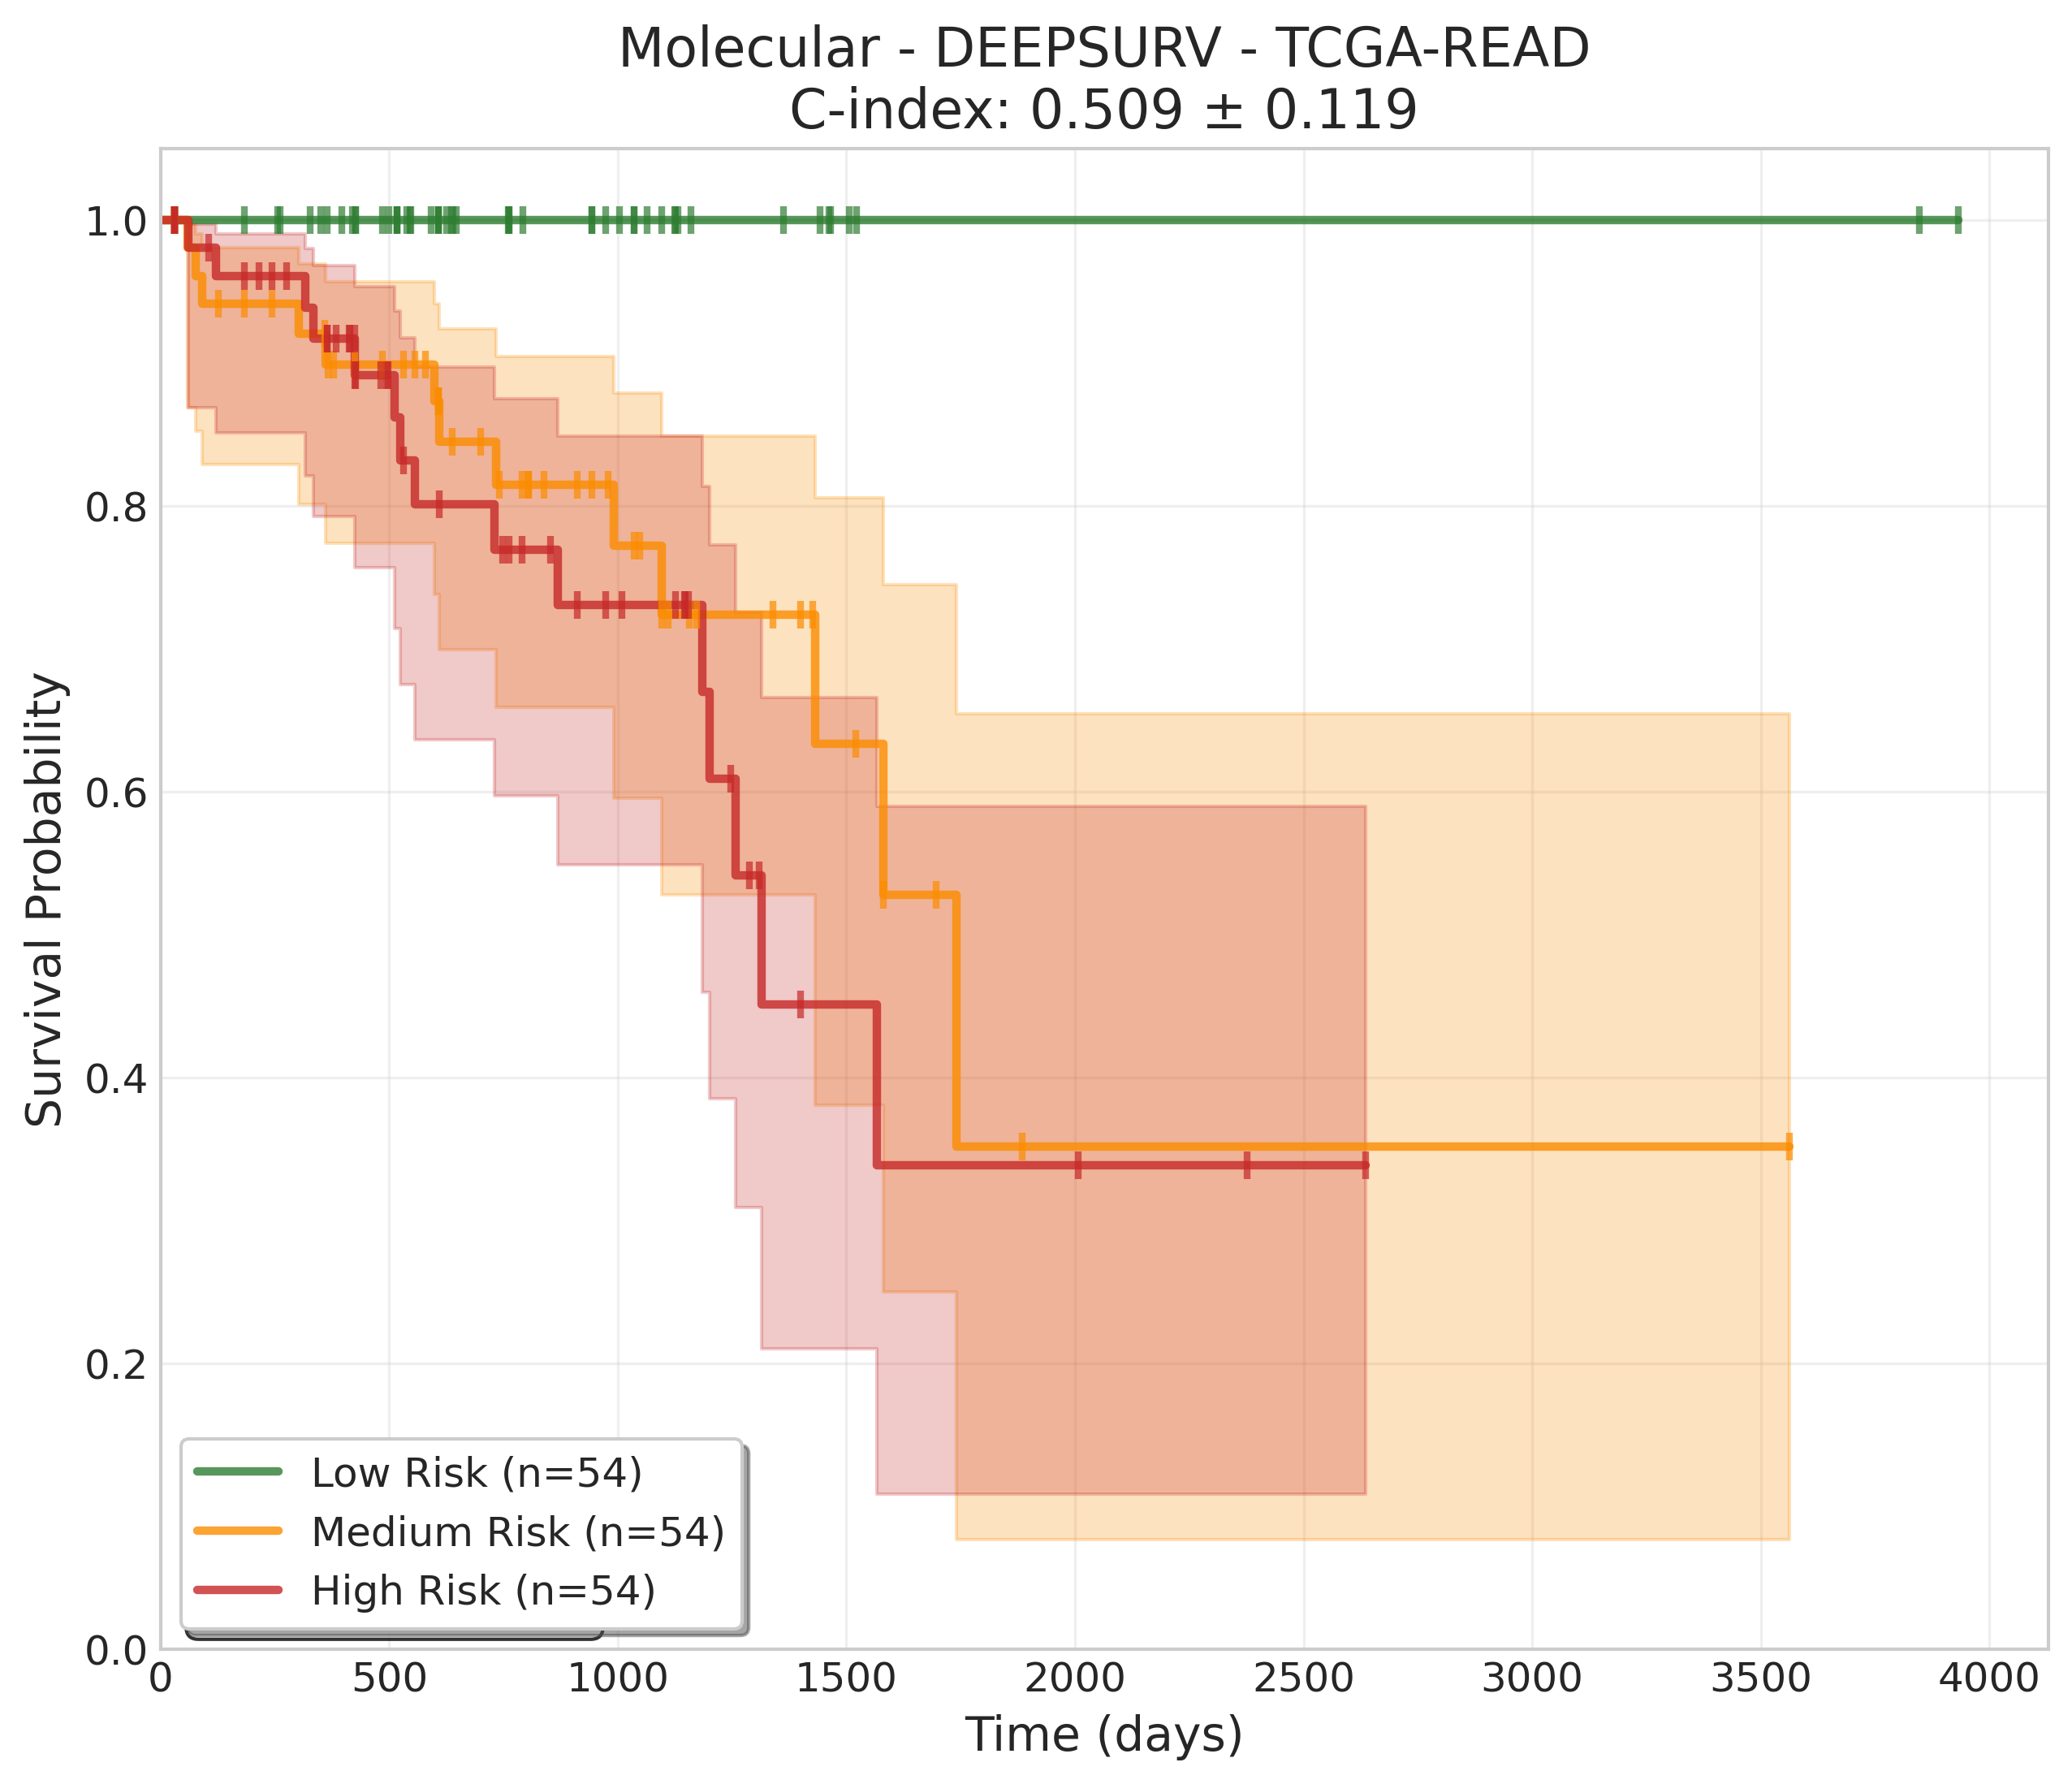 Molecular - DEEPSURV - TCGA-READ
C-index: 0.509 ± 0.119
Survival Probability
1.0
0.8
0.6
0.4
0.2
0.0
Low Risk (n=54)
Medium Risk (n=54)
High Risk (n=54)
0 500 1000 1500 2000 2500 3000 3500 4000
Time (days)